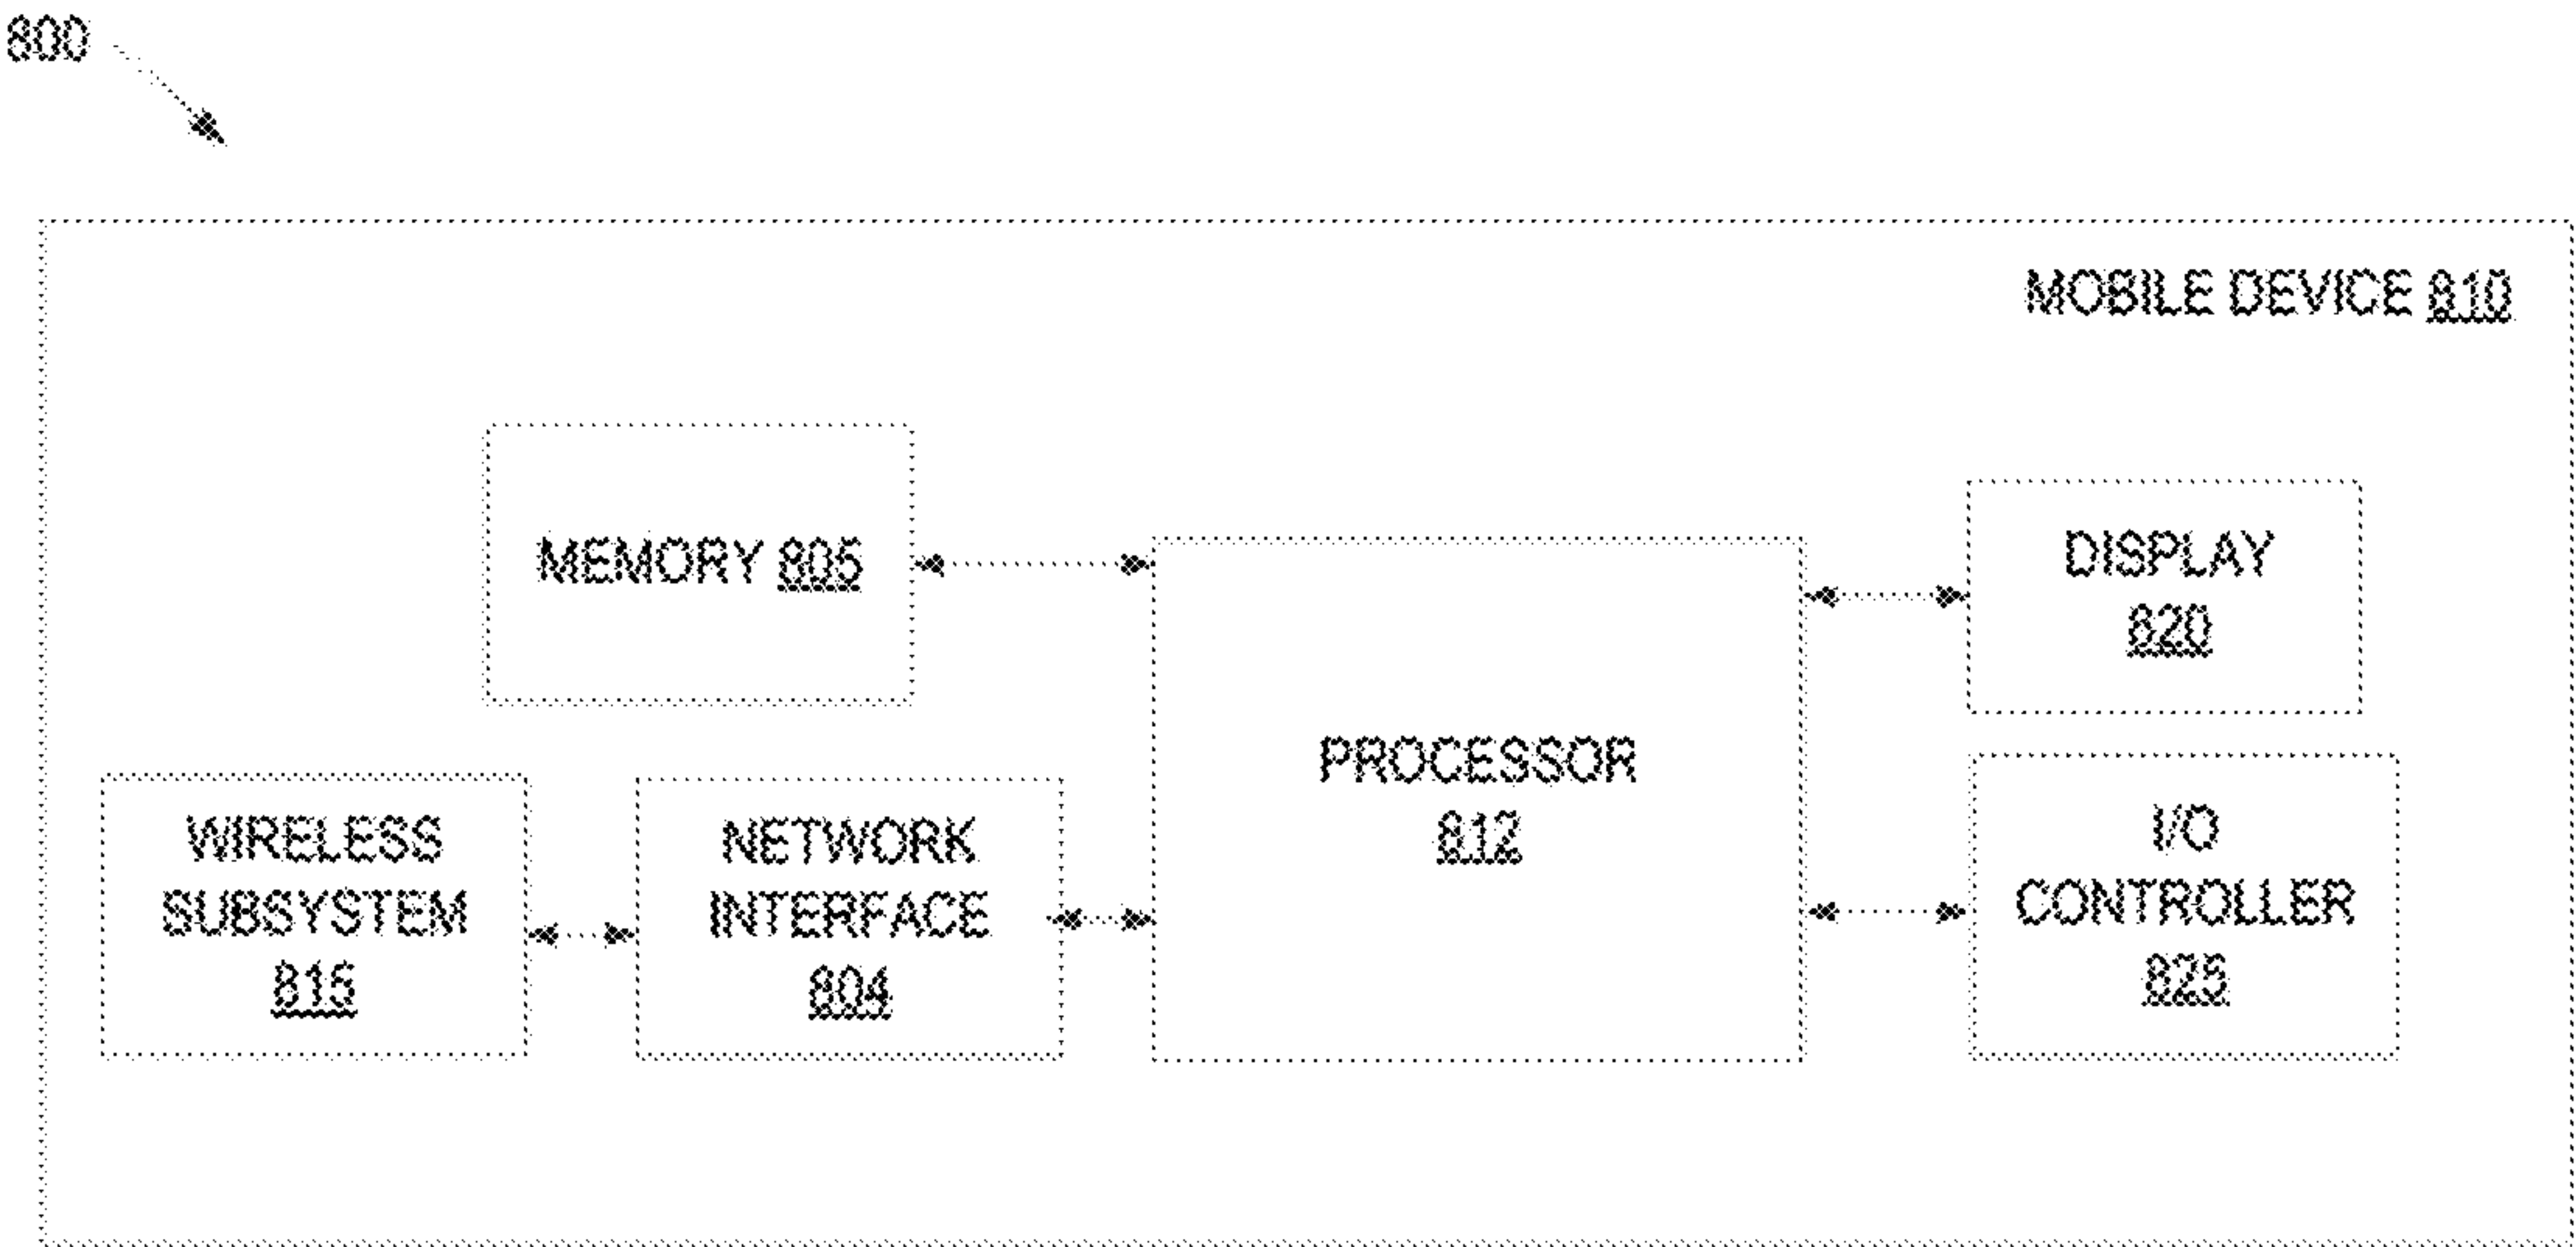 800
MOBILE DEVICE 810
MEMORY 805
DISPLAY
820
PROCESSOR
812
WIRELESS
SUBSYSTEM
815
NETWORK
INTERFACE
804
I/O
CONTROLLER
825